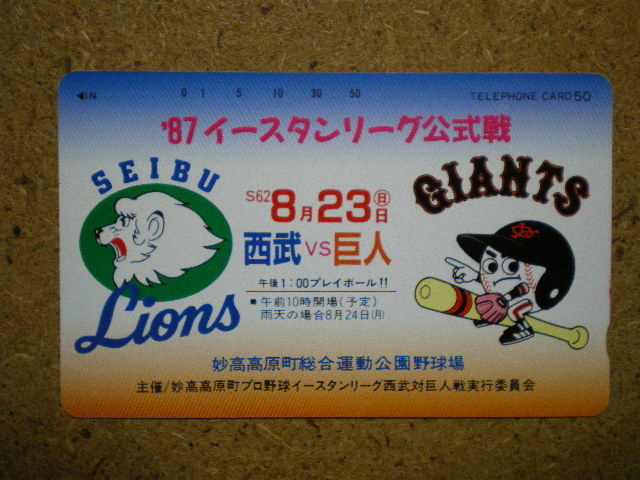 ◀IN 0 1 5 10 30 50 TELEPHONE CARD 50
'87イースタンリーグ公式戦
SEIBU
Lions
GIANTS
S62 8月23日㊐
西武 VS 巨人
午後1:00プレイボール!!
■午前10時開場(予定)
雨天の場合8月24日(月)
妙高高原町総合運動公園野球場
主催/妙高高原町プロ野球イースタンリーグ西武対巨人戦実行委員会